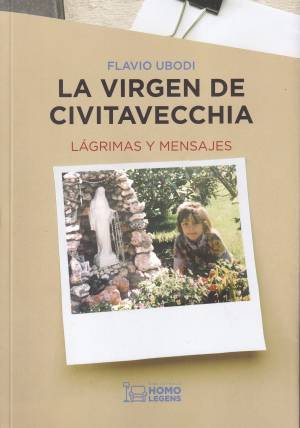 FLAVIO UBODI
LA VIRGEN DE
CIVITAVECCHIA
LÁGRIMAS Y MENSAJES
HOMO
LEGENS